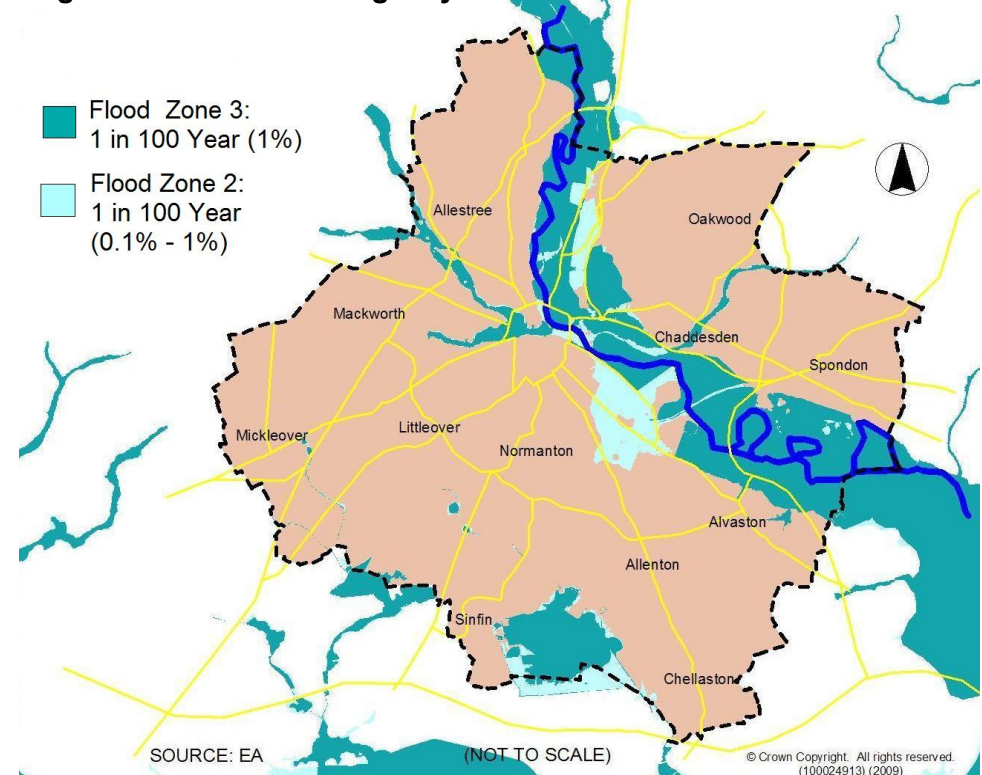 Flood Zone 3:
1 in 100 Year (1%)
Flood Zone 2:
1 in 100 Year
(0.1% - 1%)
Allestree
Oakwood
Mackworth
Chaddesden
Spondon
Mickleover
Littleover
Normanton
Alvaston
Allenton
Sinfin
Chellaston
SOURCE: EA
(NOT TO SCALE)
© Crown Copyright. All rights reserved.
(100024913) (2009)